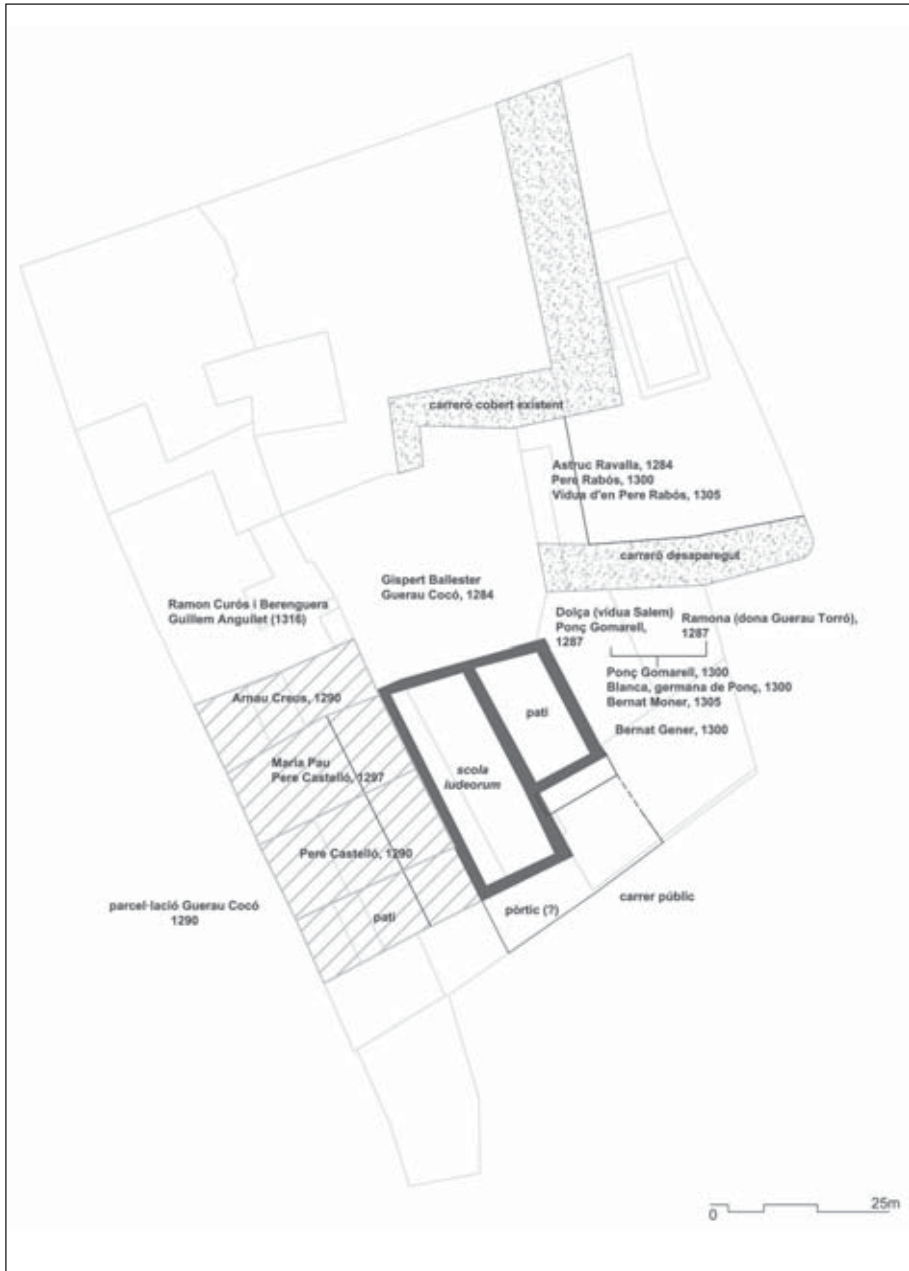 carreró cobert existent
Astruc Ravalla, 1284
Pere Rabós, 1300
Vidua d'en Pere Rabós, 1305
carreró desaparegut
Gispert Ballester
Guerau Cocó, 1284
Ramon Curós i Berenguera
Guillem Anguilet (1316)
Dolça (vidua Salem)
Ponç Gomarell,
1287
Ramona (dona Guerau Torró),
1287
Ponç Gomarell, 1300
Blanca, germana de Ponç, 1300
Bernat Moner, 1305
Bernat Gener, 1300
Arnau Creus, 1290
pati
Maria Pau
Pere Castelló, 1297
scola
iudeorum
Pere Castelló, 1290
parcel·lació Guerau Cocó
1290
pati
pòrtic (?)
carrer públic
0
25m